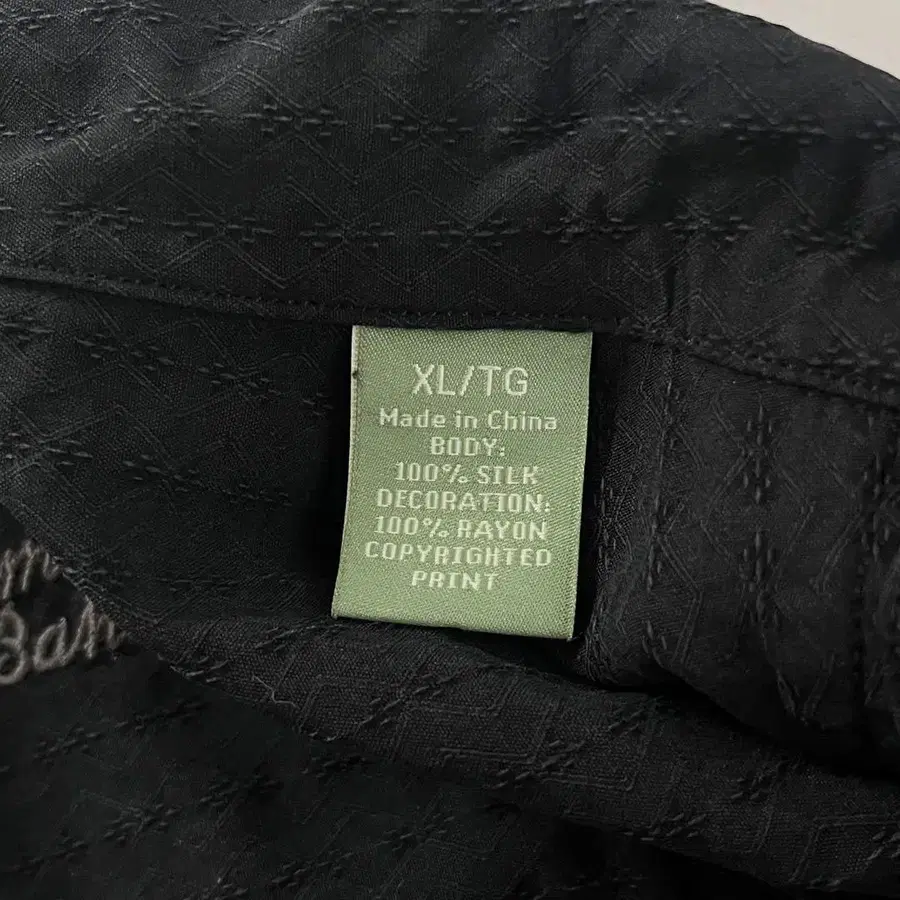 XL/TG
Made in China
BODY:
100% SILK
DECORATION:
100% RAYON
COPYRIGHTED
PRINT